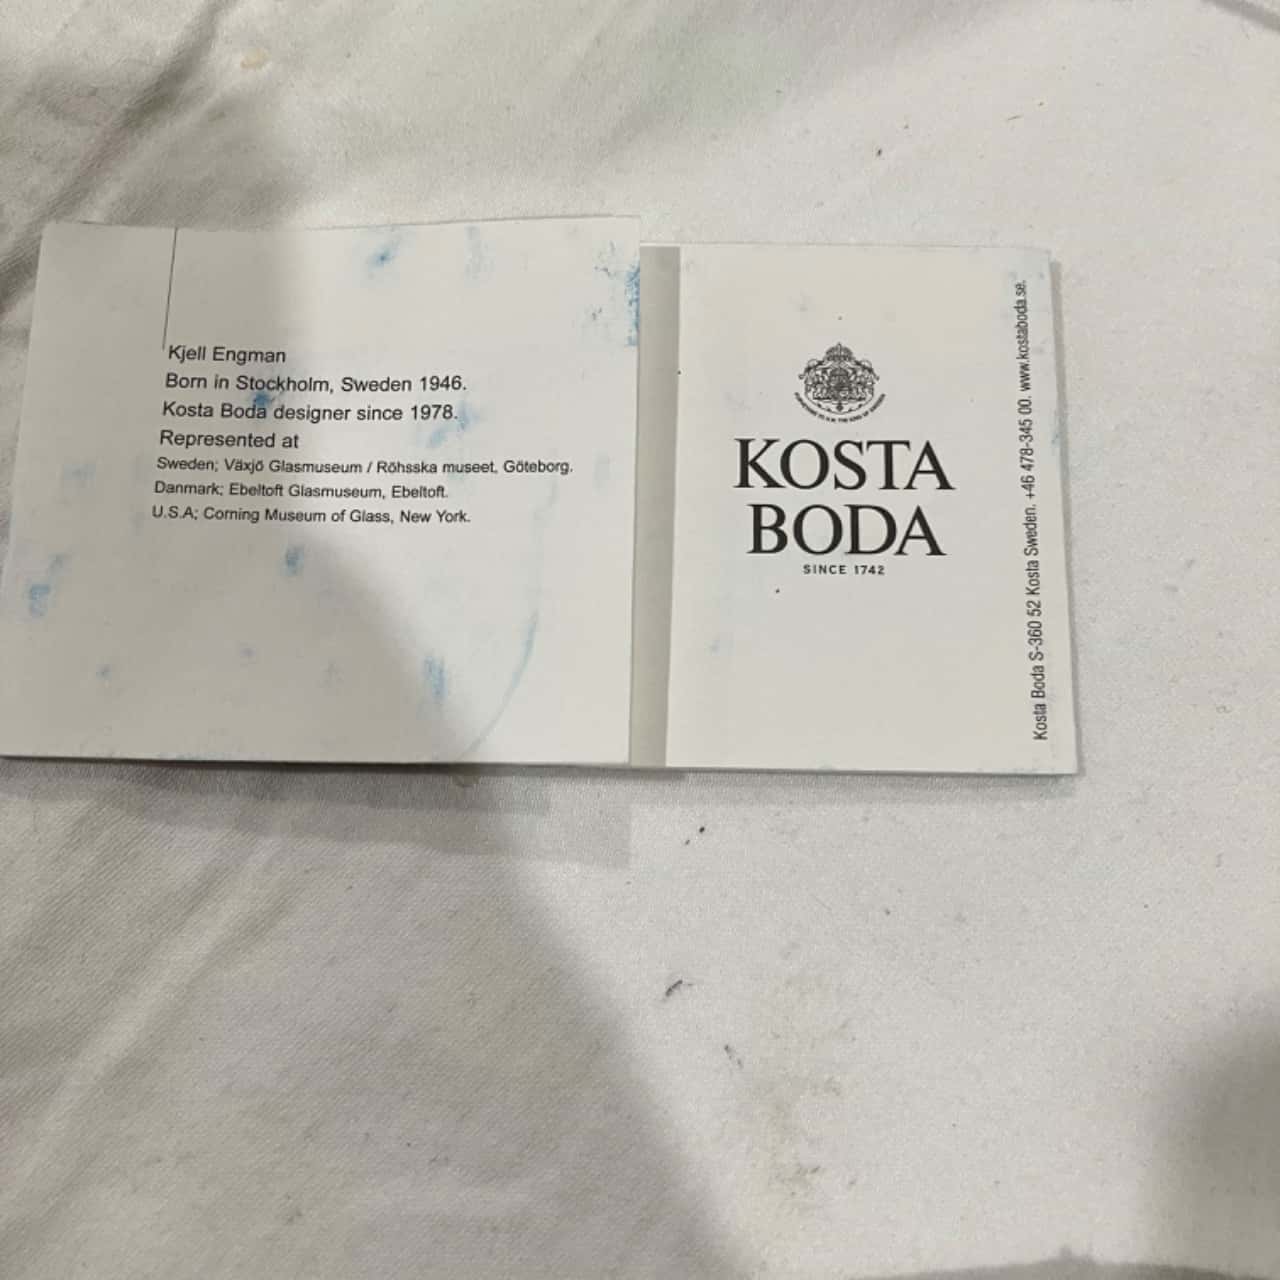 Kjell Engman
Born in Stockholm, Sweden 1946.
Kosta Boda designer since 1978.
Represented at
Sweden; Växjö Glasmuseum / Röhsska museet, Göteborg.
Danmark; Ebeltoft Glasmuseum, Ebeltoft.
U.S.A; Corning Museum of Glass, New York.
KOSTA
BODA
SINCE 1742
Kosta Boda S-360 52 Kosta Sweden. +46 478-345 00. www.kostaboda.se.